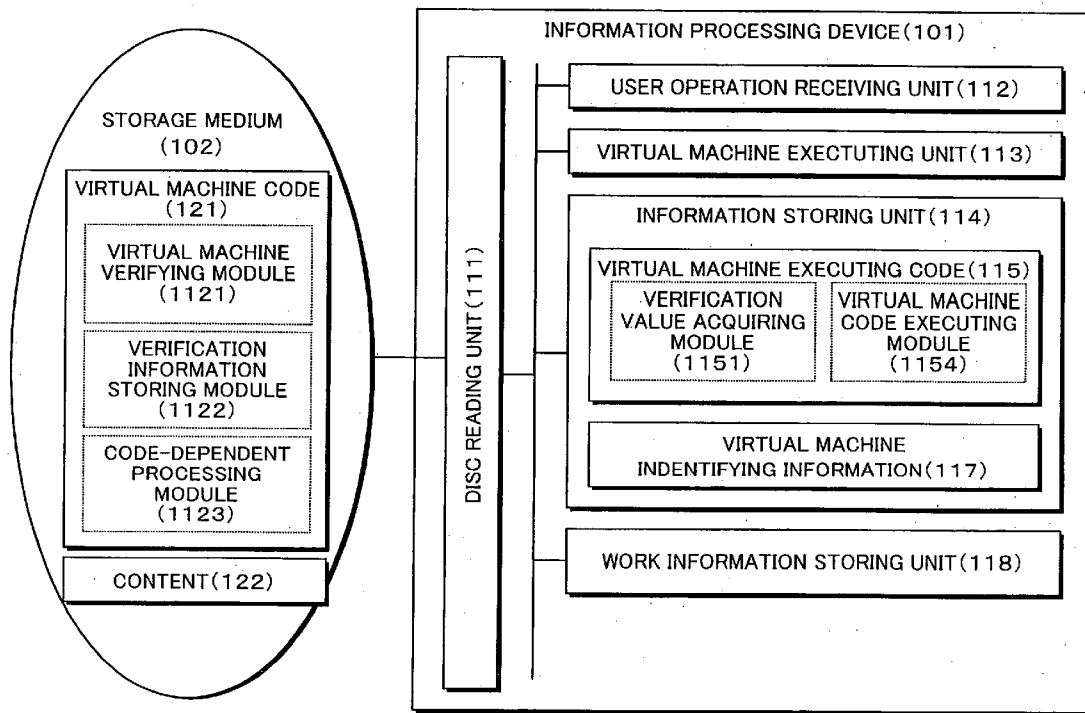 STORAGE MEDIUM
(102)
VIRTUAL MACHINE CODE
(121)
VIRTUAL MACHINE
VERIFYING MODULE
(1121)
VERIFICATION
INFORMATION
STORING MODULE
(1122)
CODE-DEPENDENT
PROCESSING
MODULE
(1123)
CONTENT(122)
INFORMATION PROCESSING DEVICE(101)
DISC READING UNIT(111)
USER OPERATION RECEIVING UNIT(112)
VIRTUAL MACHINE EXECTUTING UNIT(113)
INFORMATION STORING UNIT(114)
VIRTUAL MACHINE EXECUTING CODE(115)
VERIFICATION
VALUE ACQUIRING
MODULE
(1151)
VIRTUAL MACHINE
CODE EXECUTING
MODULE
(1154)
VIRTUAL MACHINE
INDENTIFYING INFORMATION(117)
WORK INFORMATION STORING UNIT(118)